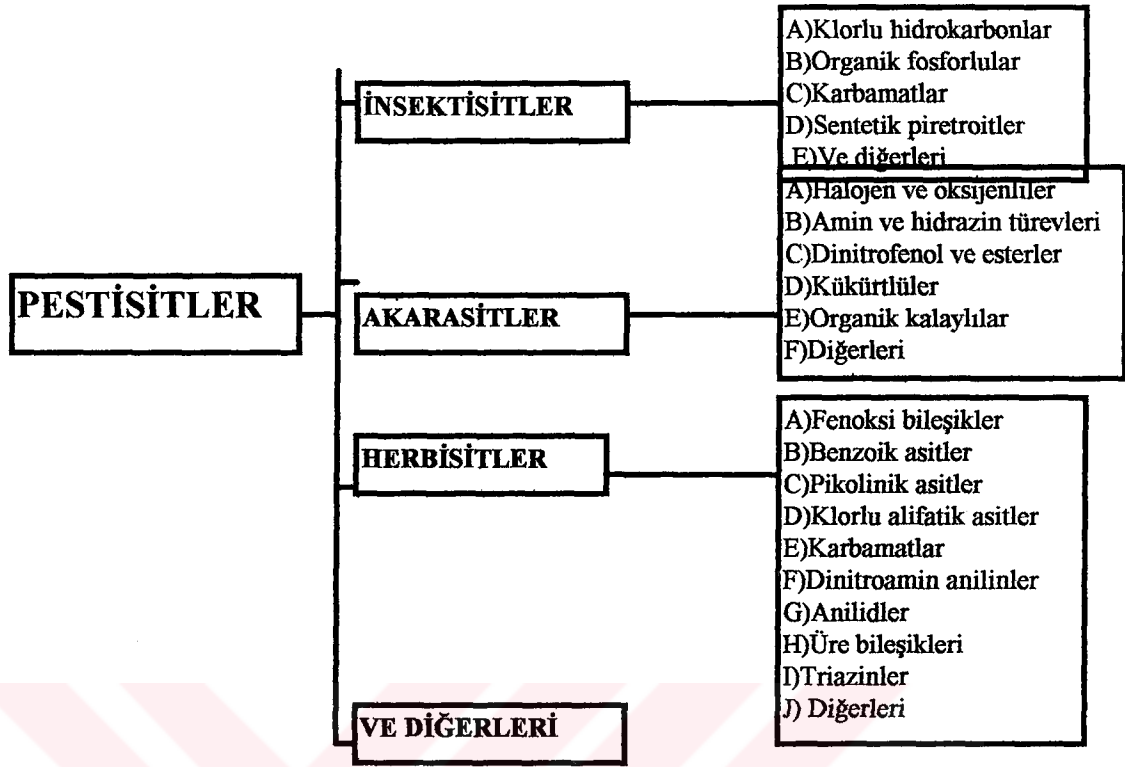 PESTİSİTLER
İNSEKTİSİTLER
A)Klorlu hidrokarbonlar
B)Organik fosforlular
C)Karbamatlar
D)Sentetik piretroitler
E)Ve diğerleri
AKARASİTLER
A)Halojen ve oksijenliler
B)Amin ve hidrazin türevleri
C)Dinitrofenol ve esterler
D)Kükürtlüler
E)Organik kalaylılar
F)Diğerleri
HERBİSİTLER
A)Fenoksi bileşikler
B)Benzoik asitler
C)Pikolinik asitler
D)Klorlu alifatik asitler
E)Karbamatlar
F)Dinitroamin anilinler
G)Anilidler
H)Üre bileşikleri
I)Triazinler
J) Diğerleri
VE DİĞERLERİ